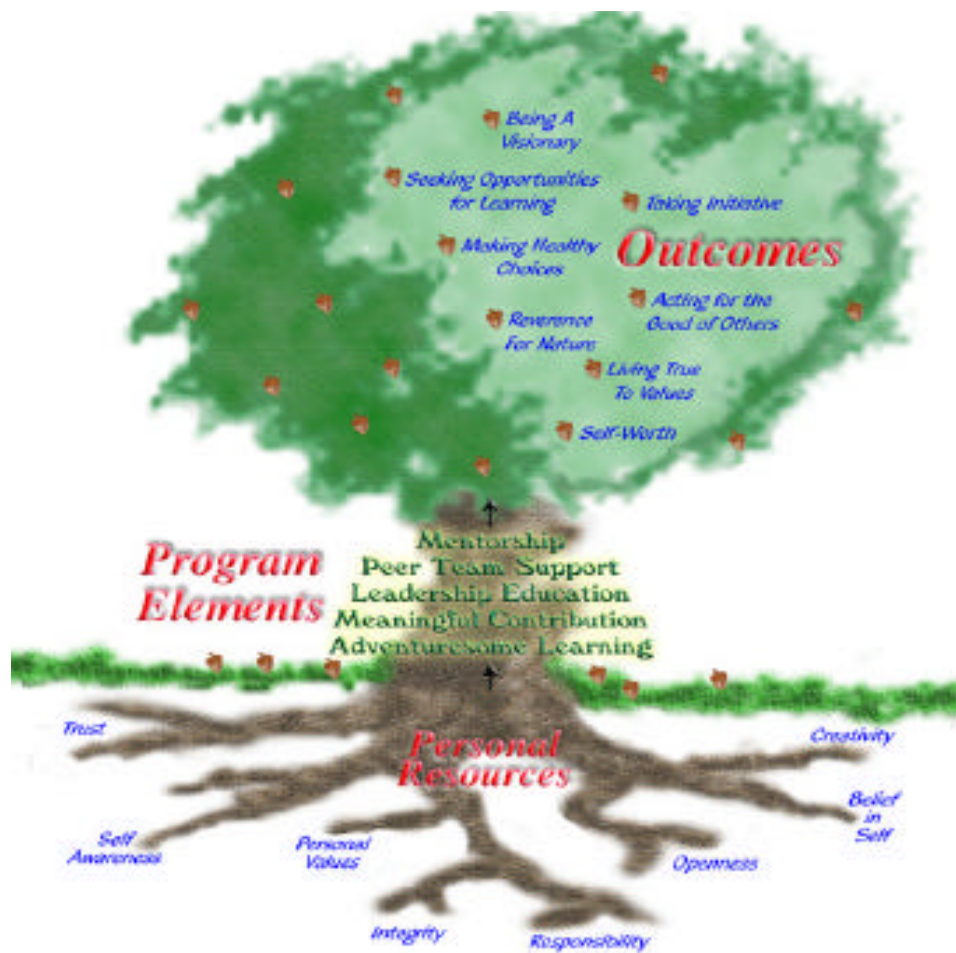 Being A
Visionary
Seeking Opportunities
for Learning
Taking Initiative
Making Healthy
Choices
Outcomes
Acting for the
Good of Others
Reverence
For Nature
Living True
To Values
Self-Worth
Program
Elements
Mentorship
Peer Team Support
Leadership Education
Meaningful Contribution
Adventuresome Learning
Personal
Resources
Trust
Creativity
Self
Awareness
Personal
Values
Belief
in
Self
Openness
Integrity
Responsibility